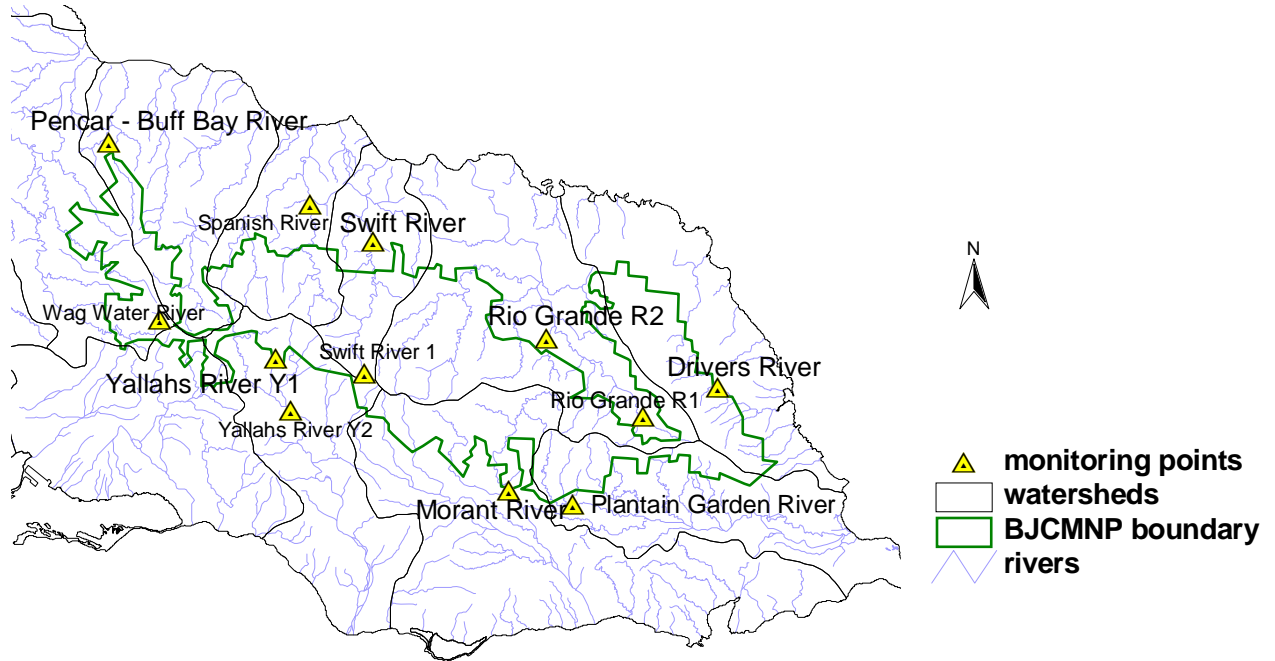 Pencar - Buff Bay River
Spanish River
Swift River
N
Wag Water River
Rio Grande R2
Swift River 1
Drivers River
Yallahs River Y1
Rio Grande R1
Yallahs River Y2
Morant River
Plantain Garden River
monitoring points
watersheds
BJCMNP boundary
rivers